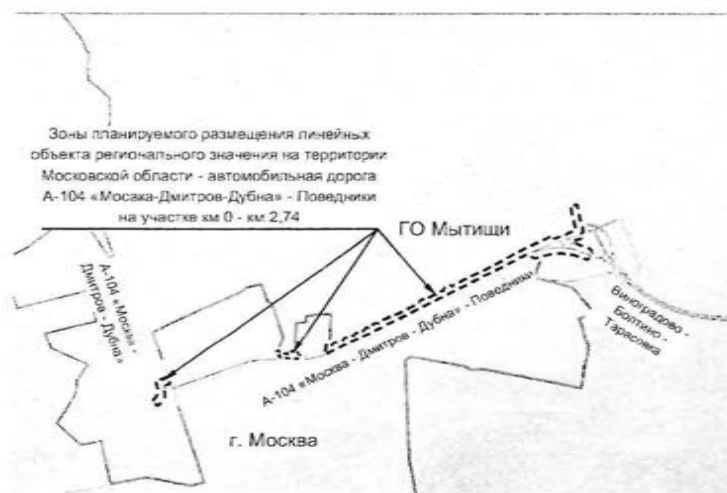 Зоны планируемого размещения линейных
объекта регионального значения на территории
Московской области - автомобильная дорога
А-104 «Мосака-Дмитров-Дубна» - Поведники
на участке км 0 - км 2,74
ГО Мытищи
А-104 «Москва -
Дмитров - Дубна»
А-104 «Москва - Дмитров - Дубна» - Поведники
Виноградово -
Болтино -
Тарасовка
г. Москва